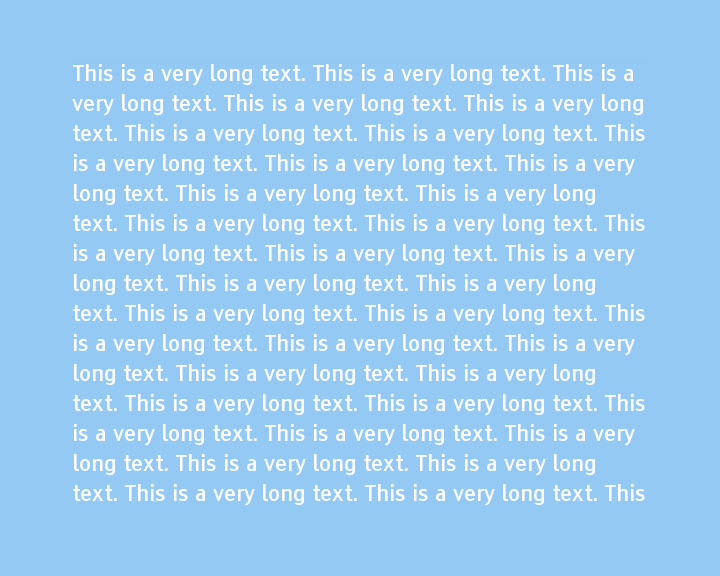 This is a very long text. This is a very long text. This is a
very long text. This is a very long text. This is a very long
text. This is a very long text. This is a very long text. This
is a very long text. This is a very long text. This is a very
long text. This is a very long text. This is a very long
text. This is a very long text. This is a very long text. This
is a very long text. This is a very long text. This is a very
long text. This is a very long text. This is a very long
text. This is a very long text. This is a very long text. This
is a very long text. This is a very long text. This is a very
long text. This is a very long text. This is a very long
text. This is a very long text. This is a very long text. This
is a very long text. This is a very long text. This is a very
long text. This is a very long text. This is a very long
text. This is a very long text. This is a very long text. This